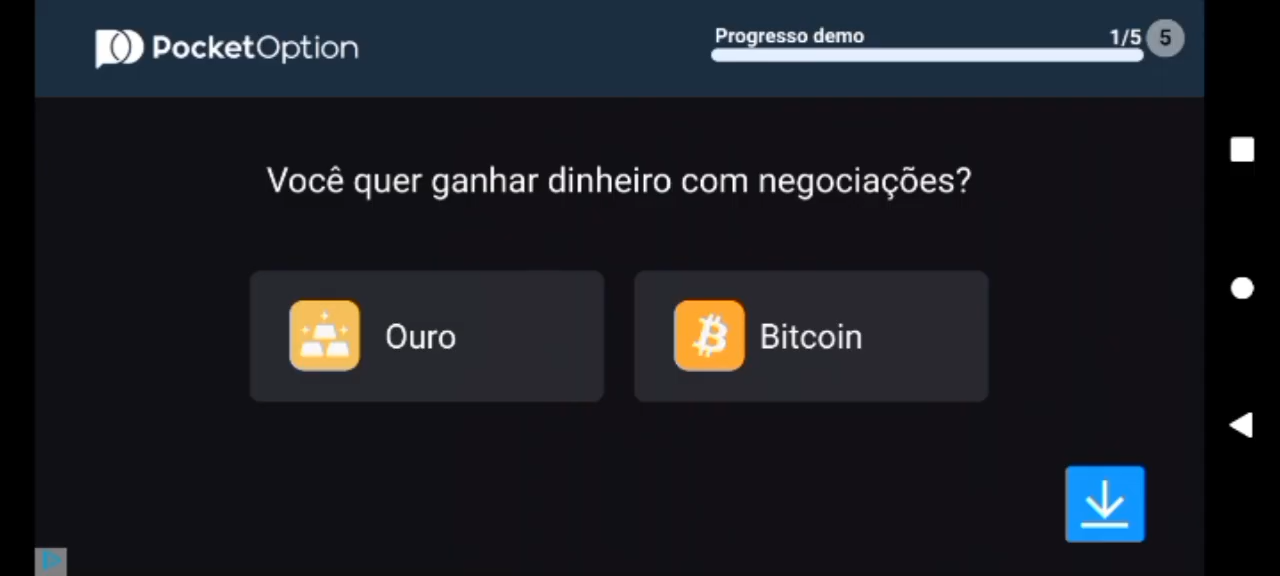 PocketOption
Progresso demo
1/5 5
Você quer ganhar dinheiro com negociações?
Ouro
Bitcoin